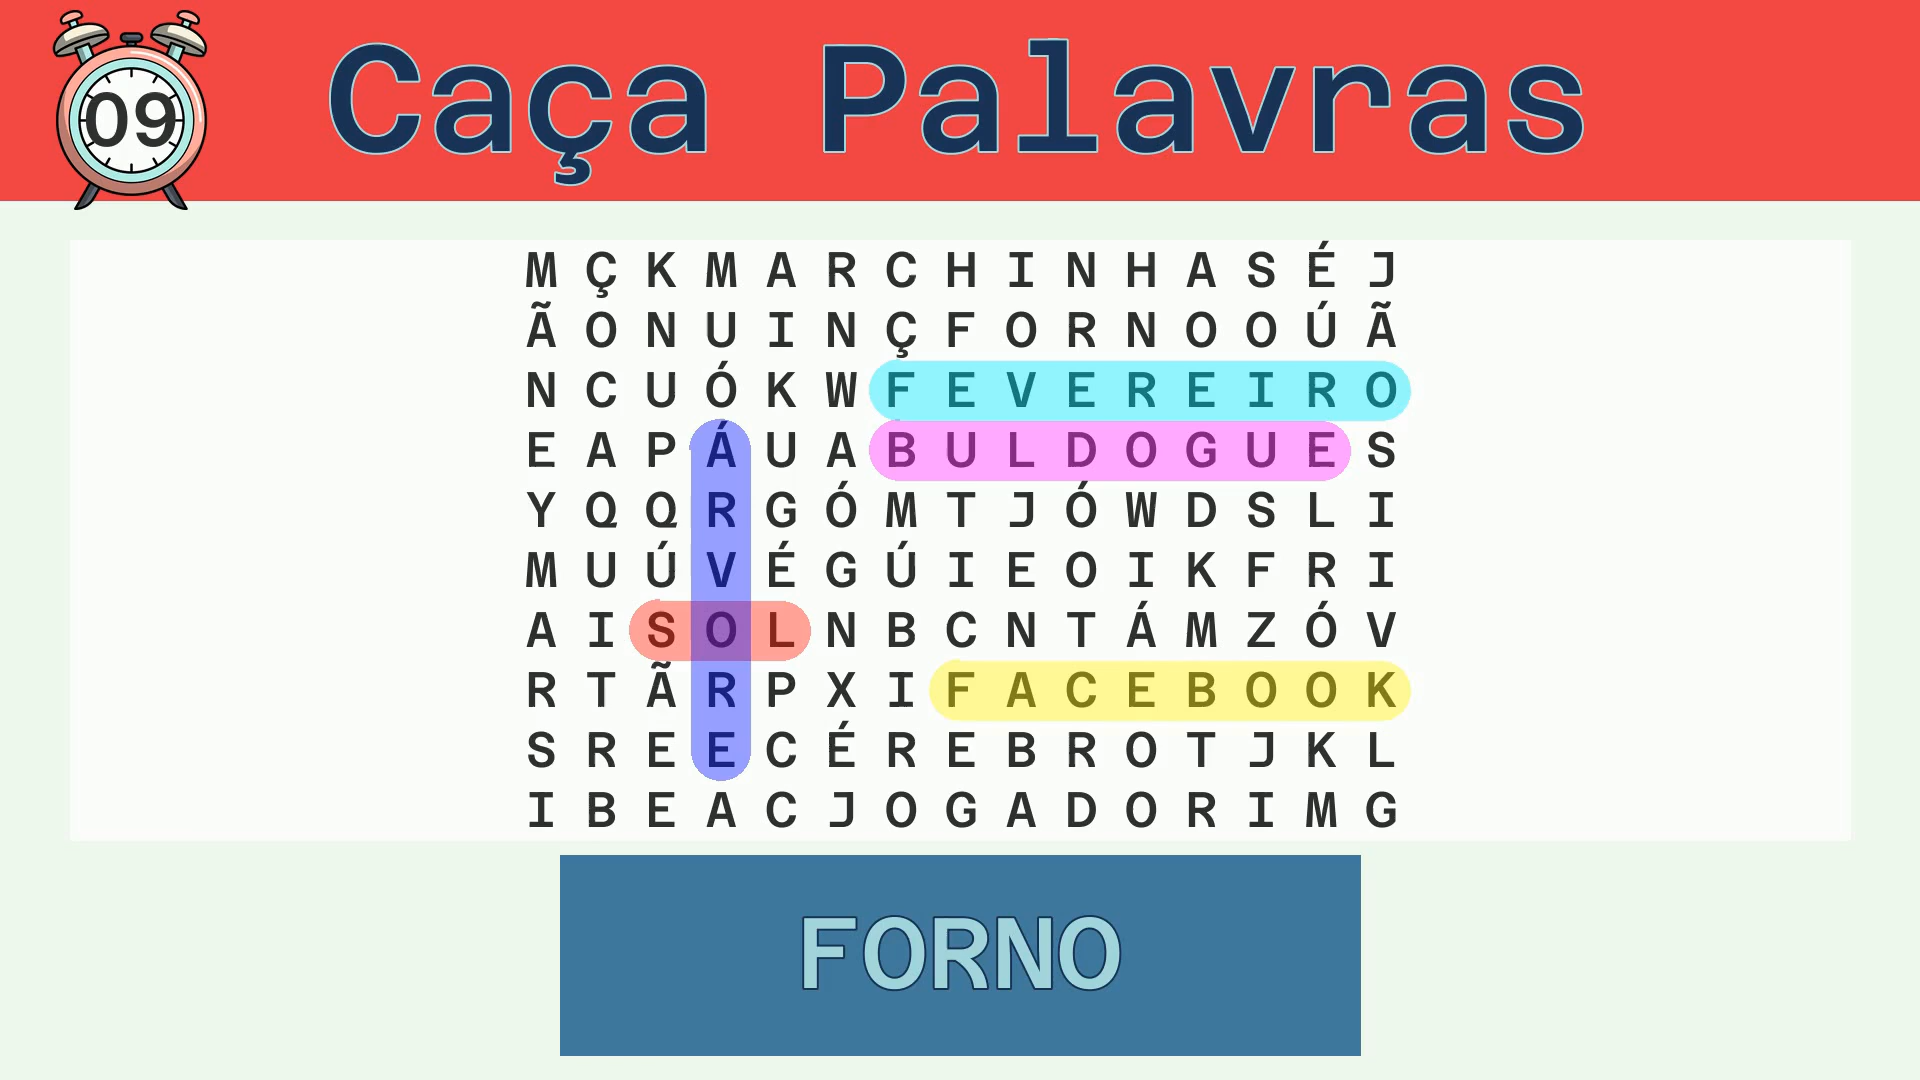 09
Caça Palavras
M Ç K M A R C H I N H A S É J
Ã O N U I N Ç F O R N O O Ú Ã
N C U Ó K W F E V E R E I R O
E A P Á U A B U L D O G U E S
Y Q Q R G Ó M T J Ó W D S L I
M U Ú V É G Ú I E O I K F R I
A I S O L N B C N T Á M Z Ó V
R T Ã R P X I F A C E B O O K
S R E E C É R E B R O T J K L
I B E A C J O G A D O R I M G
FORNO